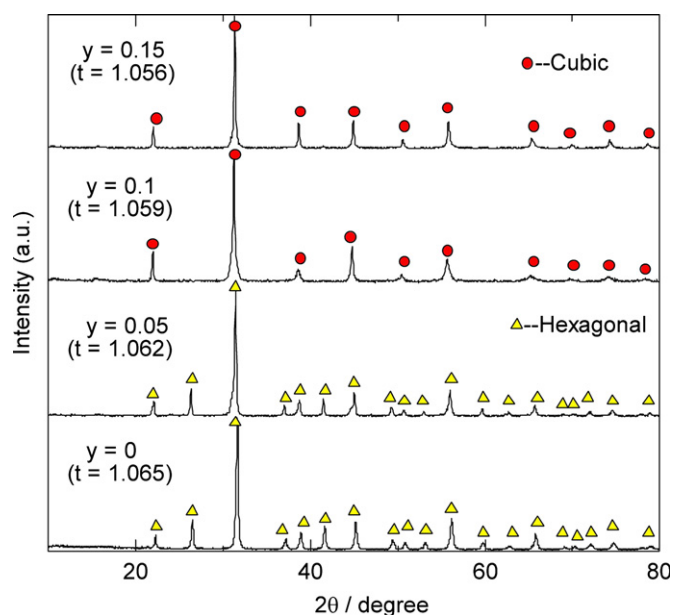 y = 0.15
(t = 1.056)
--Cubic
y = 0.1
(t = 1.059)
y = 0.05
(t = 1.062)
--Hexagonal
y = 0
(t = 1.065)
Intensity (a.u.)
20 40 60 80
2θ / degree